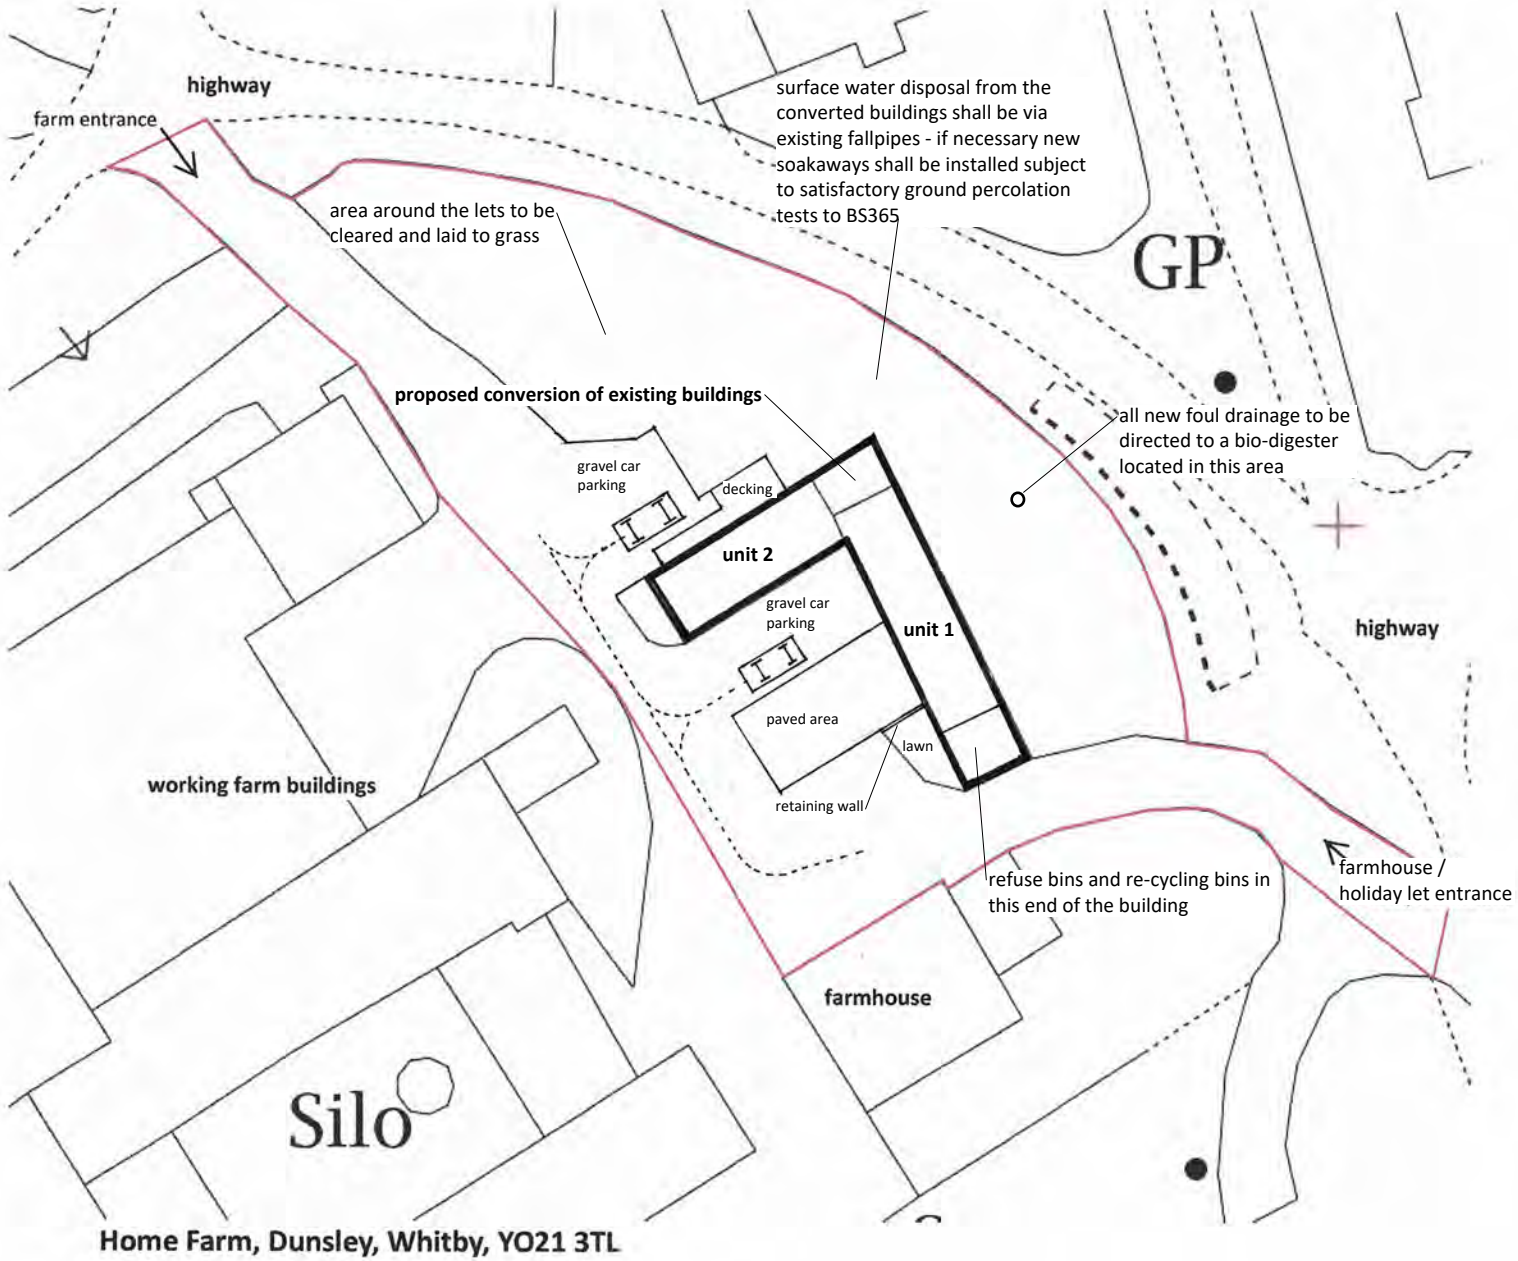 highway
farm entrance
surface water disposal from the
converted buildings shall be via
existing fallpipes - if necessary new
soakaways shall be installed subject
to satisfactory ground percolation
tests to BS365
area around the lets to be
cleared and laid to grass
GP
proposed conversion of existing buildings
all new foul drainage to be
directed to a bio-digester
located in this area
gravel car
parking
decking
unit 2
gravel car
parking
unit 1
highway
paved area
lawn
retaining wall
working farm buildings
refuse bins and re-cycling bins in
this end of the building
farmhouse /
holiday let entrance
farmhouse
Silo
Home Farm, Dunsley, Whitby, YO21 3TL